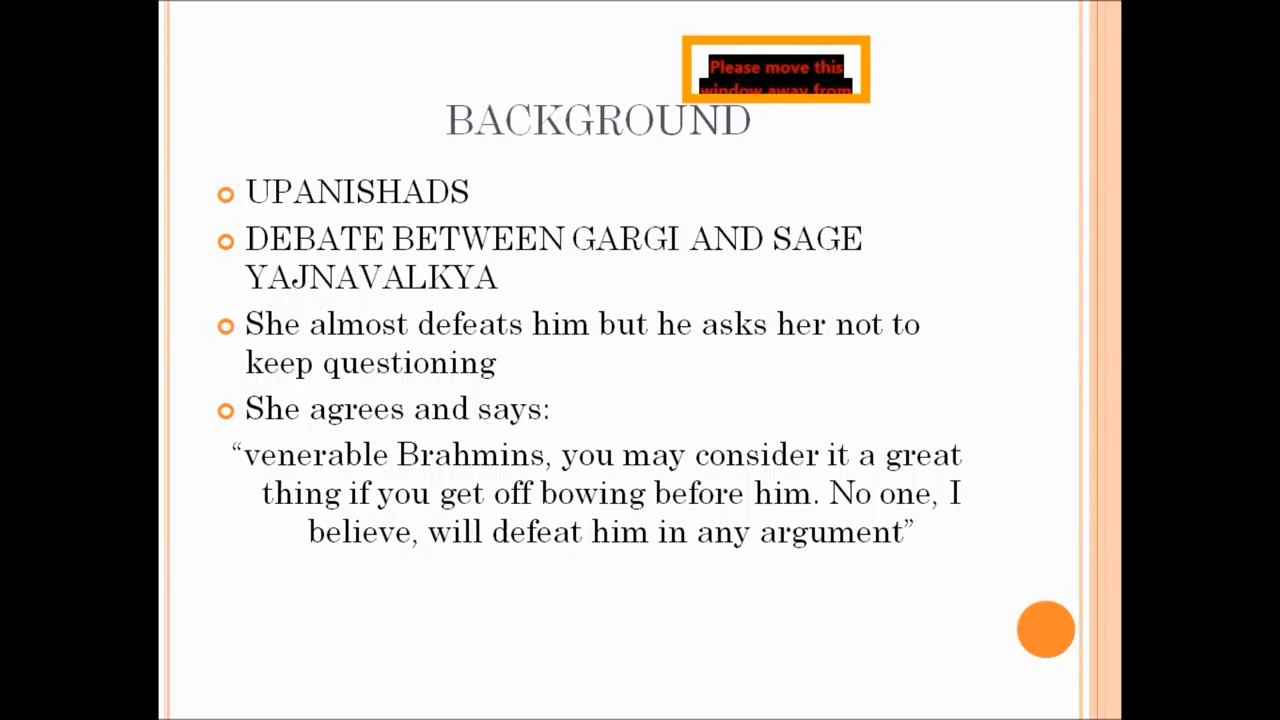 Please move this
window away from
BACKGROUND
UPANISHADS
DEBATE BETWEEN GARGI AND SAGE
YAJNAVALKYA
She almost defeats him but he asks her not to
keep questioning
She agrees and says:
“venerable Brahmins, you may consider it a great
thing if you get off bowing before him. No one, I
believe, will defeat him in any argument”